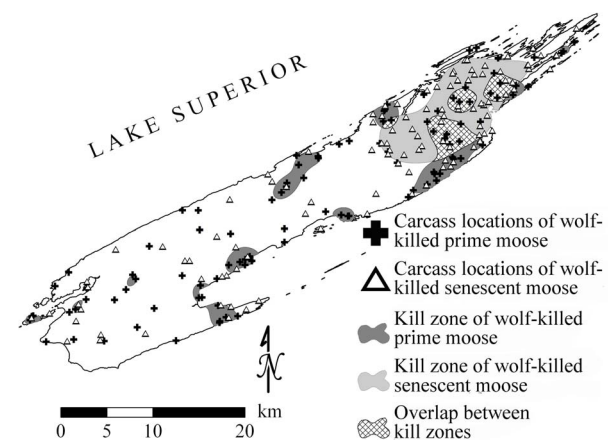 LAKE SUPERIOR
Carcass locations of wolf-
killed prime moose
Carcass locations of wolf-
killed senescent moose
Kill zone of wolf-killed
prime moose
Kill zone of wolf-killed
senescent moose
Overlap between
kill zones
N
km
0 5 10 20